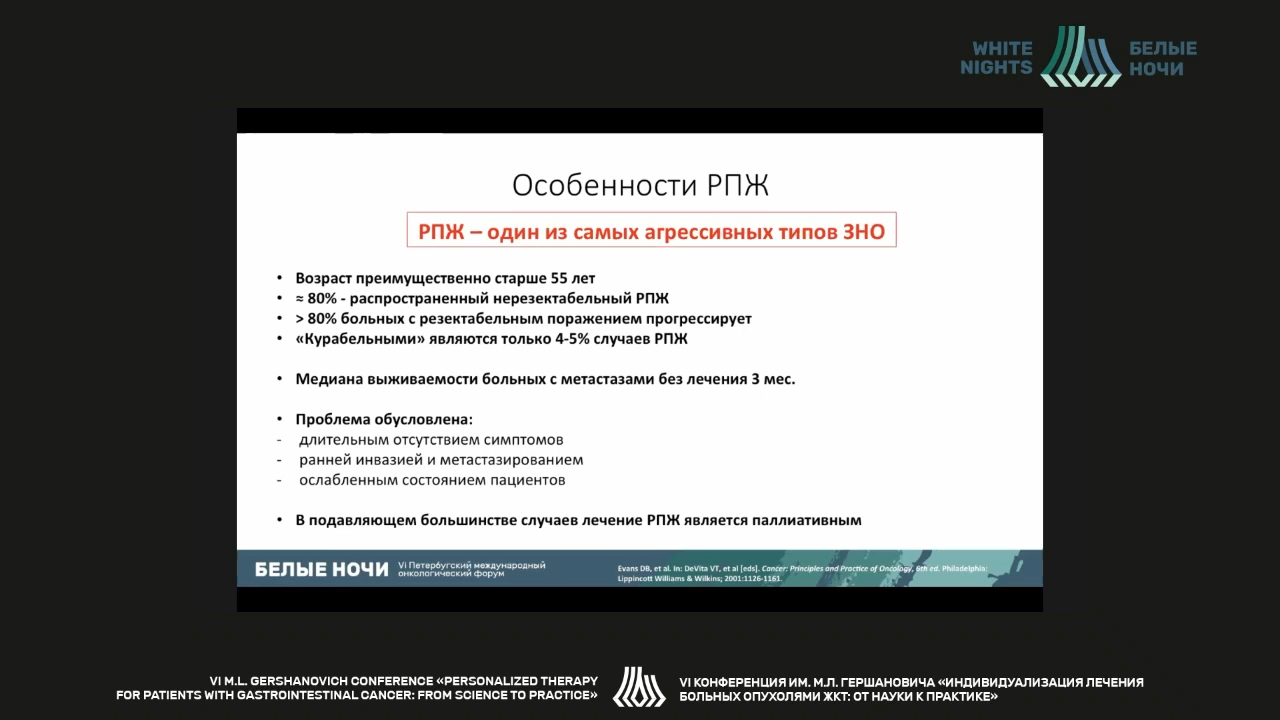 WHITE
NIGHTS
БЕЛЫЕ
НОЧИ
Особенности РПЖ
РПЖ – один из самых агрессивных типов ЗНО
• Возраст преимущественно старше 55 лет
• ≈ 80% - распространенный нерезектабельный РПЖ
• > 80% больных с резектабельным поражением прогрессирует
• «Курабельными» являются только 4-5% случаев РПЖ
• Медиана выживаемости больных с метастазами без лечения 3 мес.
• Проблема обусловлена:
- длительным отсутствием симптомов
- ранней инвазией и метастазированием
- ослабленным состоянием пациентов
• В подавляющем большинстве случаев лечение РПЖ является паллиативным
БЕЛЫЕ НОЧИ
VI Петербургский международный
онкологический форум
Evans DB, et al. In: DeVita VT, et al [eds]. Cancer: Principles and Practice of Oncology, 6th ed. Philadelphia:
Lippincott Williams & Wilkins; 2001:1126-1161.
VI M.L. GERSHANOVICH CONFERENCE «PERSONALIZED THERAPY
FOR PATIENTS WITH GASTROINTESTINAL CANCER: FROM SCIENCE TO PRACTICE»
VI КОНФЕРЕНЦИЯ ИМ. М.Л. ГЕРШАНОВИЧА «ИНДИВИДУАЛИЗАЦИЯ ЛЕЧЕНИЯ
БОЛЬНЫХ ОПУХОЛЯМИ ЖКТ: ОТ НАУКИ К ПРАКТИКЕ»